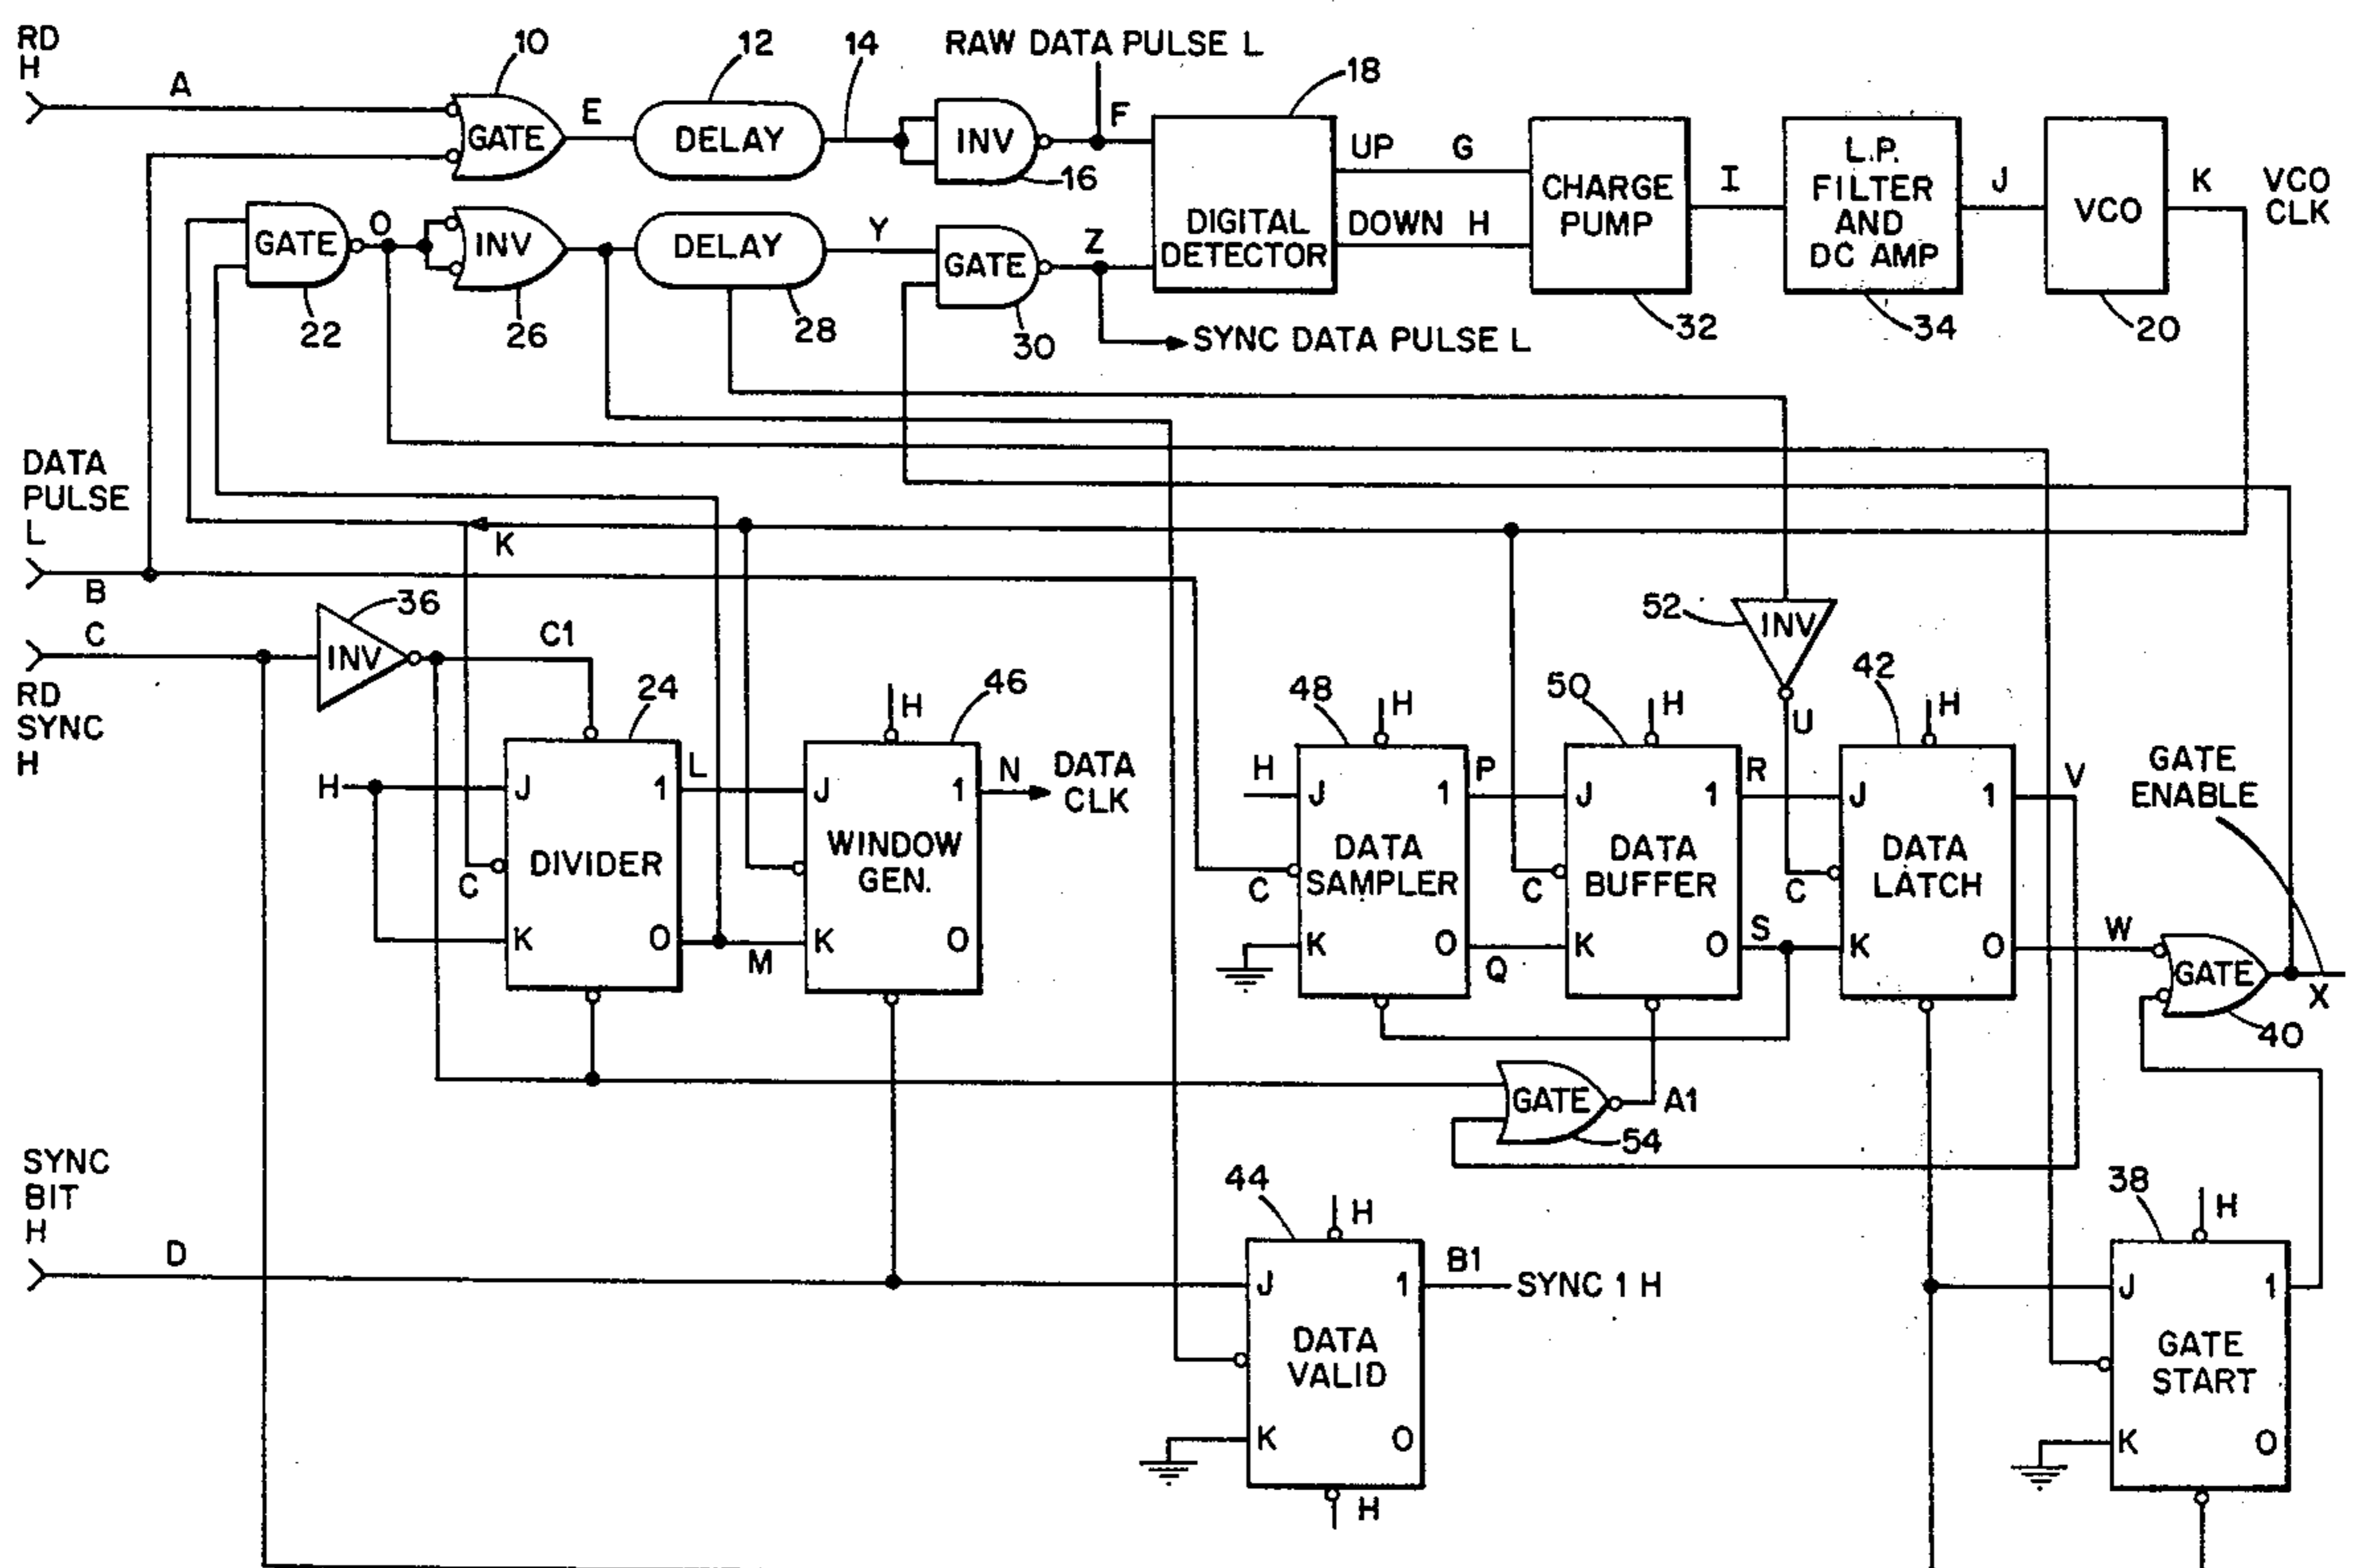 RD
H
A
10
GATE
E
12
DELAY
14
INV
16
RAW DATA PULSE L
F
18
DIGITAL
DETECTOR
UP G
DOWN H
CHARGE
PUMP
32
I
L.P.
FILTER
AND
DC AMP
34
J
VCO
20
K
VCO
CLK
GATE
22
O
INV
26
DELAY
28
Y
GATE
30
Z
SYNC DATA PULSE L
DATA
PULSE
L
B
K
C
RD
SYNC
H
INV
36
C1
24
H
J
1
L
C
DIVIDER
K
O
M
46
H
J
1
N
DATA
CLK
WINDOW
GEN.
K
O
48
H
H
J
1
P
C
DATA
SAMPLER
K
O
Q
50
H
J
1
R
C
DATA
BUFFER
K
O
S
52
INV
U
42
H
J
1
V
C
DATA
LATCH
K
O
W
GATE
ENABLE
GATE
X
40
GATE
A1
54
SYNC
BIT
H
D
44
H
J
1
B1
SYNC 1 H
DATA
VALID
K
O
H
38
H
J
1
GATE
START
K
O